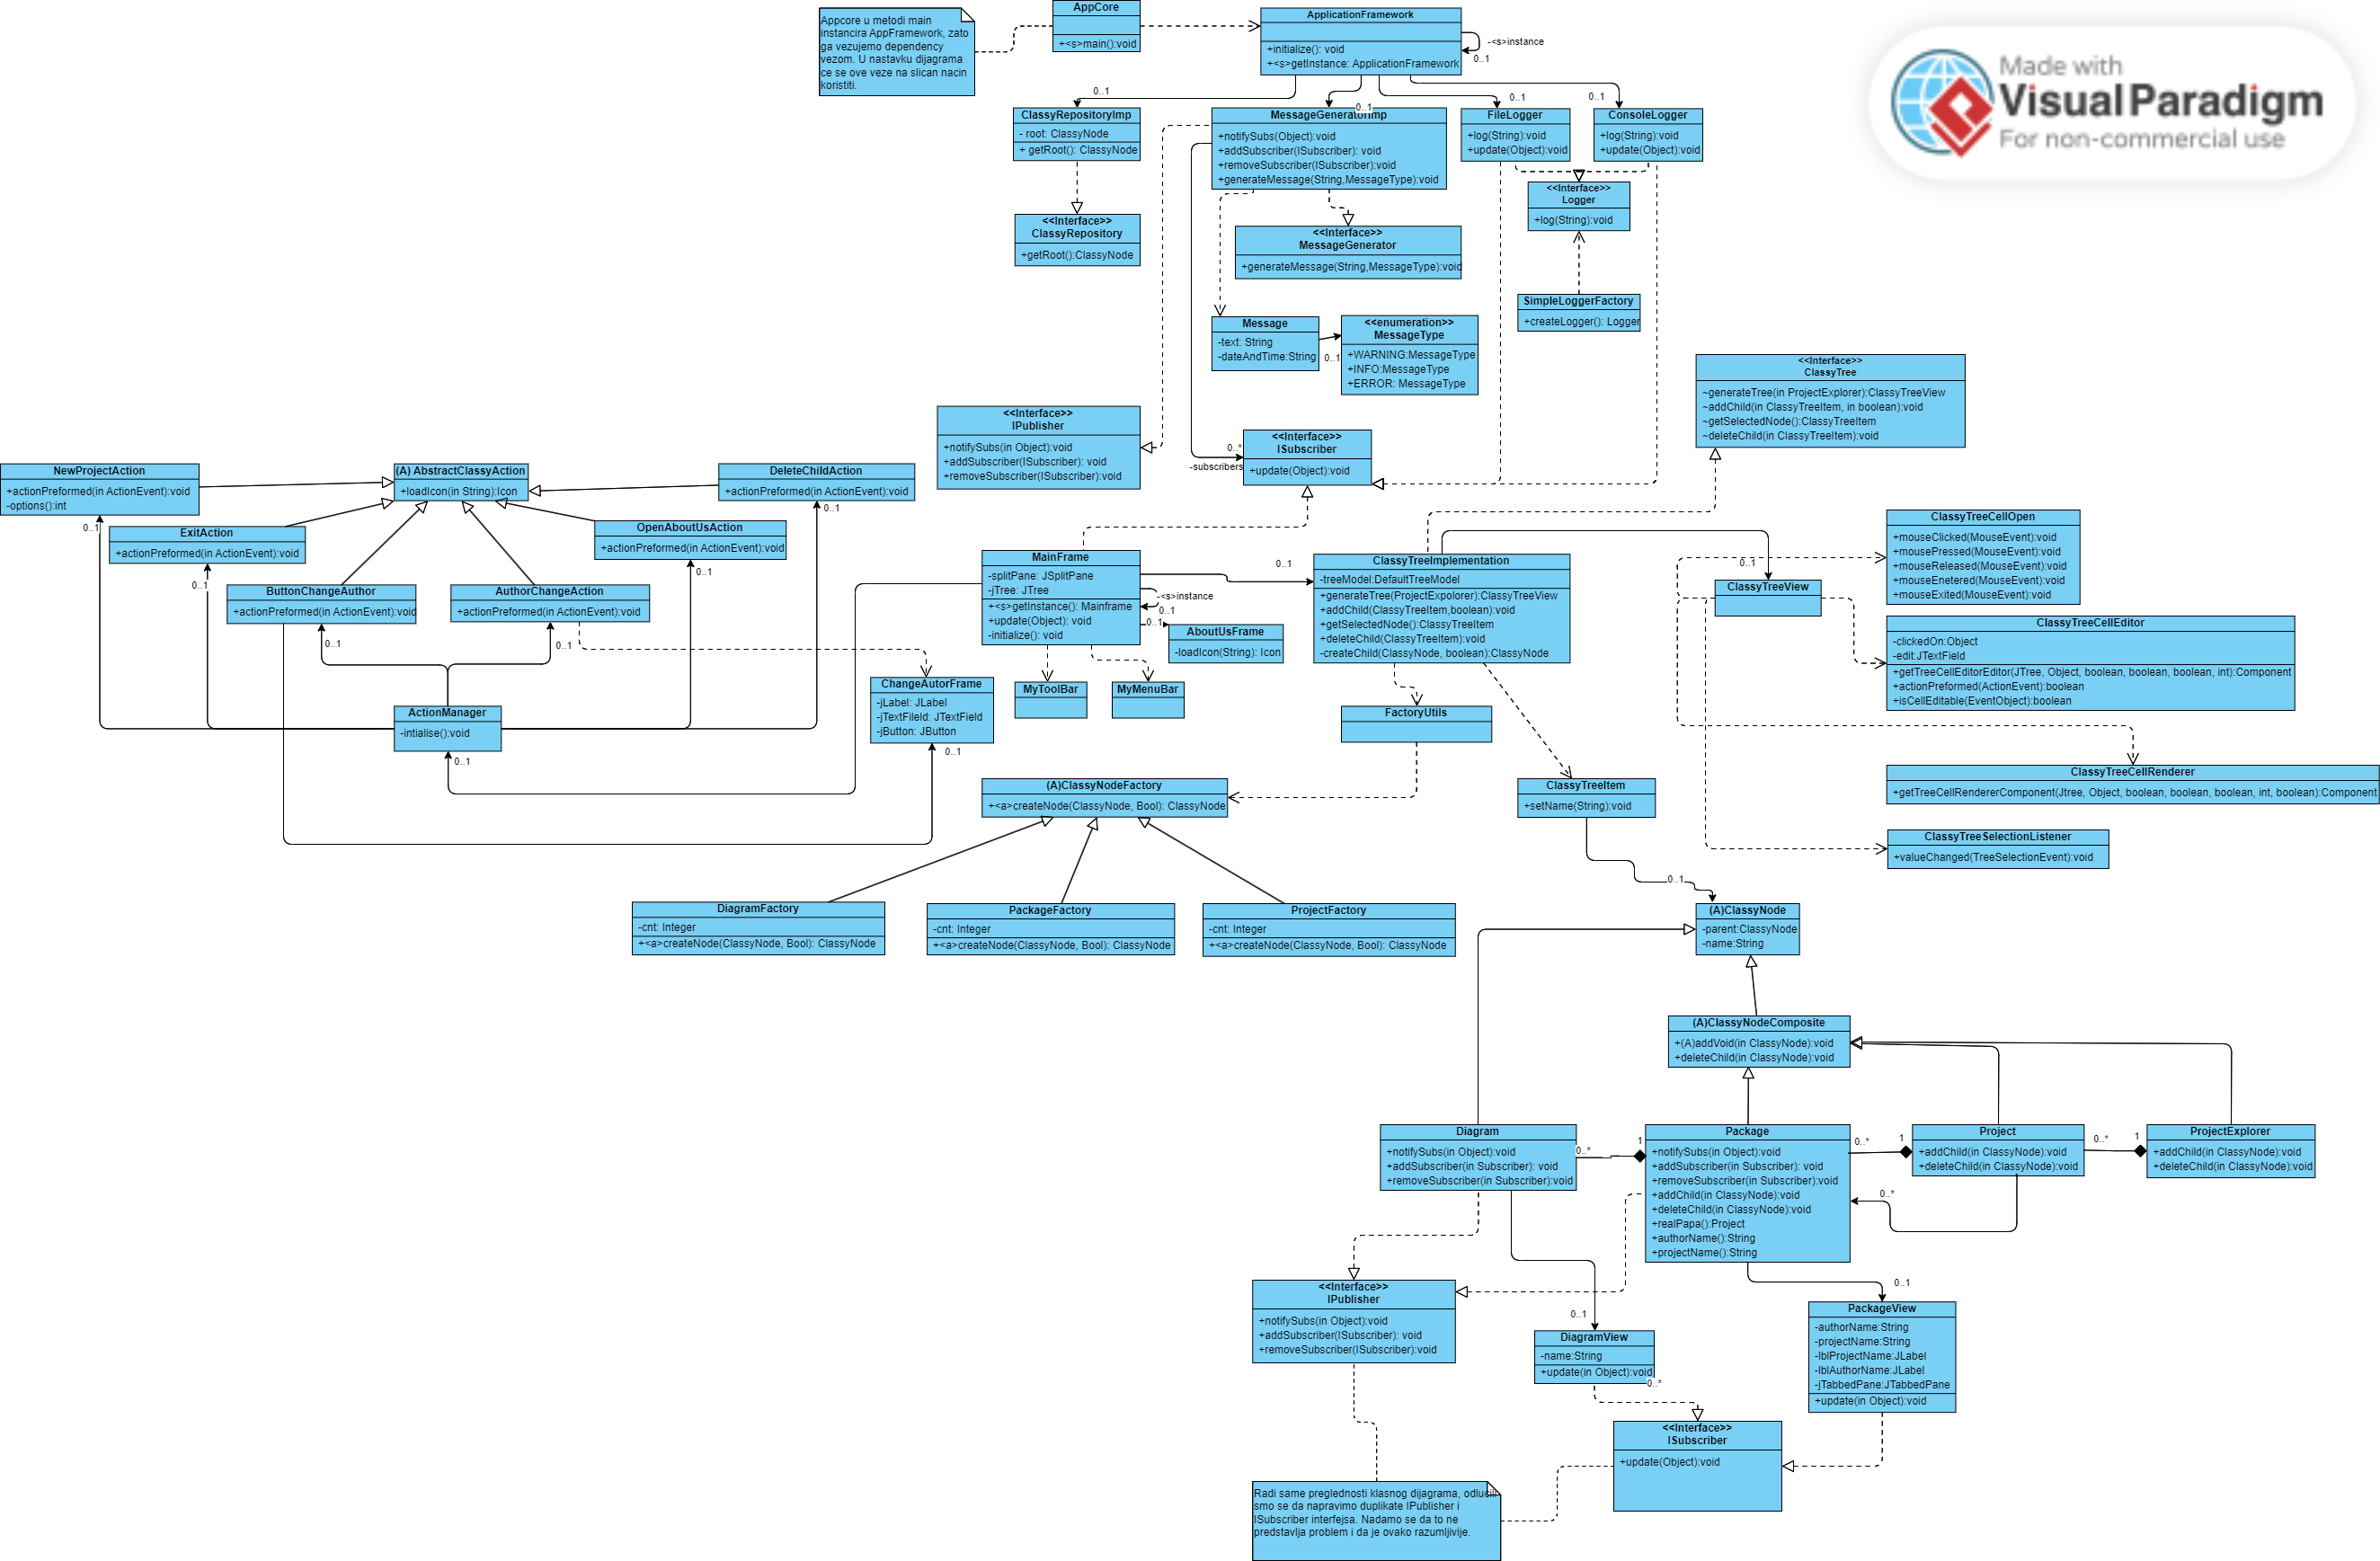 Appcore u metodi main
instancira AppFramework, zato
ga vezujemo dependency
vezom. U nastavku dijagrama
ce se ove veze na slican nacin
koristiti.
AppCore
+<s>main():void
ApplicationFramework
+initialize(): void
+<s>getInstance: ApplicationFramework
-<s>instance
0..1
Made with
Visual Paradigm
For non-commercial use
0..1
0..1
0..1
0..1
ClassyRepositoryImp
- root: ClassyNode
+ getRoot(): ClassyNode
MessageGeneratorImp
+notifySubs(Object):void
+addSubscriber(ISubscriber): void
+removeSubscriber(ISubscriber):void
+generateMessage(String,MessageType):void
FileLogger
+log(String):void
+update(Object):void
ConsoleLogger
+log(String):void
+update(Object):void
<<Interface>>
Logger
+log(String):void
<<Interface>>
ClassyRepository
+getRoot():ClassyNode
<<Interface>>
MessageGenerator
+generateMessage(String,MessageType):void
SimpleLoggerFactory
+createLogger(): Logger
Message
-text: String
-dateAndTime:String
0..1
<<enumeration>>
MessageType
+WARNING:MessageType
+INFO:MessageType
+ERROR: MessageType
<<Interface>>
ClassyTree
~generateTree(in ProjectExplorer):ClassyTreeView
~addChild(in ClassyTreeItem, in boolean):void
~getSelectedNode():ClassyTreeItem
~deleteChild(in ClassyTreeItem):void
<<Interface>>
IPublisher
+notifySubs(in Object):void
+addSubscriber(ISubscriber): void
+removeSubscriber(ISubscriber):void
0..*
-subscribers
<<Interface>>
ISubscriber
+update(Object):void
NewProjectAction
+actionPreformed(in ActionEvent):void
-options():int
(A) AbstractClassyAction
+loadIcon(in String):Icon
DeleteChildAction
+actionPreformed(in ActionEvent):void
0..1
0..1
ExitAction
+actionPreformed(in ActionEvent):void
OpenAboutUsAction
+actionPreformed(in ActionEvent):void
0..1
0..1
ButtonChangeAuthor
+actionPreformed(in ActionEvent):void
AuthorChangeAction
+actionPreformed(in ActionEvent):void
0..1
0..1
ActionManager
-intialise():void
0..1
ChangeAutorFrame
-jLabel: JLabel
-jTextFileId: JTextField
-jButton: JButton
0..1
MainFrame
-splitPane: JSplitPane
-jTree: JTree
+<s>getInstance(): Mainframe
+update(Object): void
-initialize(): void
-<s>instance
0..1
0..1
0..1
AboutUsFrame
-loadIcon(String): Icon
MyToolBar
MyMenuBar
ClassyTreeImplementation
-treeModel:DefaultTreeModel
+generateTree(ProjectExpolorer):ClassyTreeView
+addChild(ClassyTreeItem,boolean):void
+getSelectedNode():ClassyTreeItem
+deleteChild(ClassyTreeItem):void
-createChild(ClassyNode, boolean):ClassyNode
0..1
ClassyTreeView
ClassyTreeCellOpen
+mouseClicked(MouseEvent):void
+mousePressed(MouseEvent):void
+mouseReleased(MouseEvent):void
+mouseEnetered(MouseEvent):void
+mouseExited(MouseEvent):void
ClassyTreeCellEditor
-clickedOn:Object
-edit:JTextField
+getTreeCellEditorEditor(JTree, Object, boolean, boolean, boolean, int):Component
+actionPreformed(ActionEvent):boolean
+isCellEditable(EventObject):boolean
ClassyTreeCellRenderer
+getTreeCellRendererComponent(Jtree, Object, boolean, boolean, boolean, int, boolean):Component
ClassyTreeSelectionListener
+valueChanged(TreeSelectionEvent):void
FactoryUtils
(A)ClassyNodeFactory
+<a>createNode(ClassyNode, Bool): ClassyNode
ClassyTreeItem
+setName(String):void
0..1
DiagramFactory
-cnt: Integer
+<a>createNode(ClassyNode, Bool): ClassyNode
PackageFactory
-cnt: Integer
+<a>createNode(ClassyNode, Bool): ClassyNode
ProjectFactory
-cnt: Integer
+<a>createNode(ClassyNode, Bool): ClassyNode
(A)ClassyNode
-parent:ClassyNode
-name:String
(A)ClassyNodeComposite
+(A)addVoid(in ClassyNode):void
+deleteChild(in ClassyNode):void
Diagram
+notifySubs(in Object):void
+addSubscriber(in Subscriber): void
+removeSubscriber(in Subscriber):void
0..*
1
Package
+notifySubs(in Object):void
+addSubscriber(in Subscriber): void
+removeSubscriber(in Subscriber):void
+addChild(in ClassyNode):void
+deleteChild(in ClassyNode):void
+realPapa():Project
+authorName():String
+projectName():String
0..*
1
Project
+addChild(in ClassyNode):void
+deleteChild(in ClassyNode):void
0..*
1
ProjectExplorer
+addChild(in ClassyNode):void
+deleteChild(in ClassyNode):void
0..*
0..1
<<Interface>>
IPublisher
+notifySubs(in Object):void
+addSubscriber(ISubscriber): void
+removeSubscriber(ISubscriber):void
0..1
DiagramView
-name:String
+update(in Object):void
0..*
PackageView
-authorName:String
-projectName:String
-lblProjectName:JLabel
-lblAuthorName:JLabel
-jTabbedPane:JTabbedPane
+update(in Object):void
<<Interface>>
ISubscriber
+update(Object):void
Radi same preglednosti klasnog dijagrama, odlucili
smo se da napravimo duplikate IPublisher i
ISubscriber interfejsa. Nadamo se da to ne
predstavlja problem i da je ovako razumljivije.